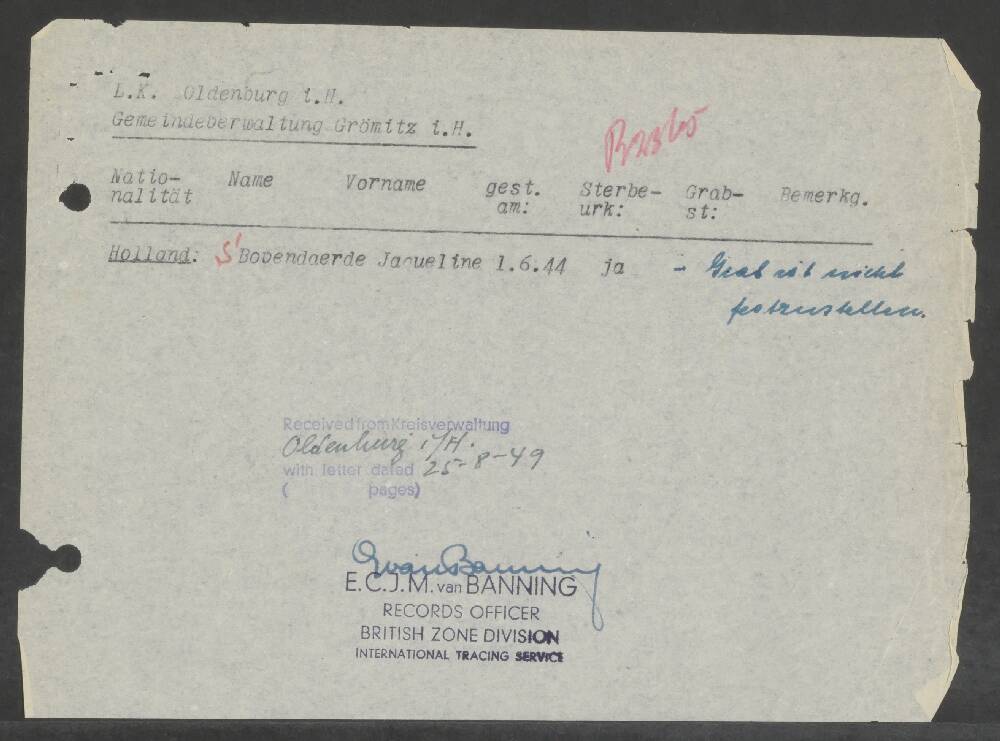 L.K. Oldenburg i.H.
Gemeindeverwaltung Grömitz i.H.
Natio- Name Vorname gest. Sterbe- Grab- Bemerkg.
nalität am: urk: st:
Holland: S' Bovendaerde Jaqueline 1.6.44 ja - Grab ist nicht
festzustellen.
Received from Kreisverwaltung
Oldenburg i/H.
with letter dated 25-8-49
( pages)
E.C.J.M. van BANNING
RECORDS OFFICER
BRITISH ZONE DIVISION
INTERNATIONAL TRACING SERVICE